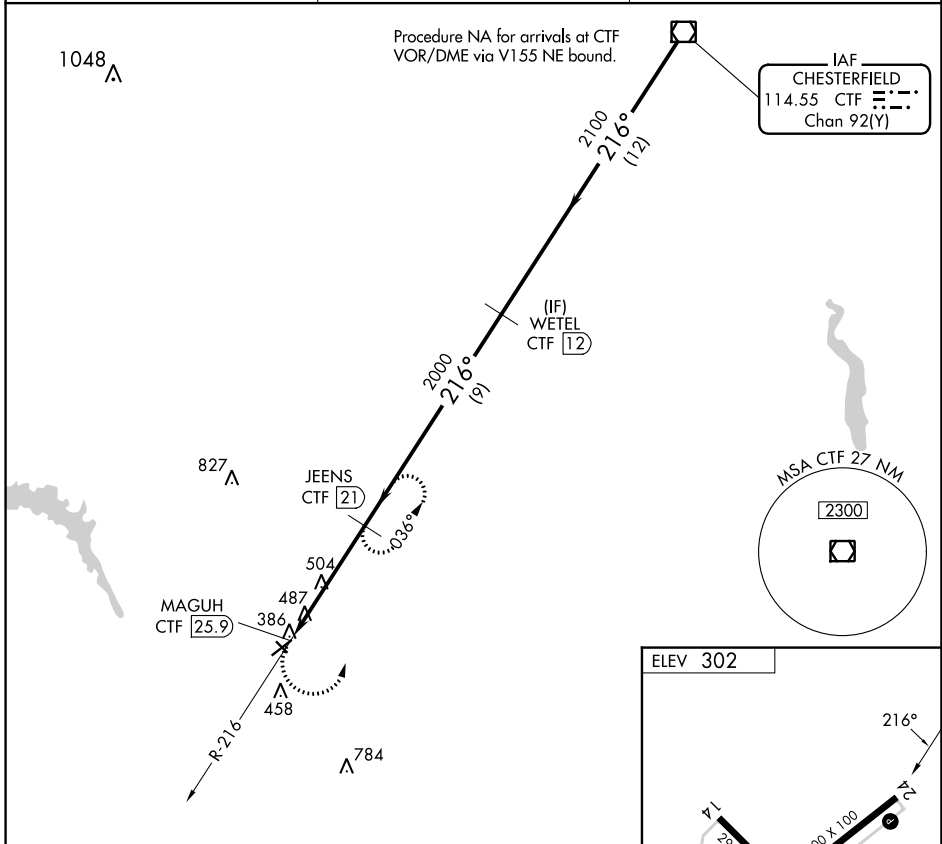 Procedure NA for arrivals at CTF
VOR/DME via V155 NE bound.
1048
IAF
CHESTERFIELD
114.55 CTF
Chan 92(Y)
2100
216°
(12)
(IF)
WETEL
CTF 12
2000
216°
(9)
827
JEENS
CTF 21
036°
504
487
386
MAGUH
CTF 25.9
458
784
R-216
MSA CTF 27 NM
2300
ELEV 302
216°
24
14
00 X 100
P